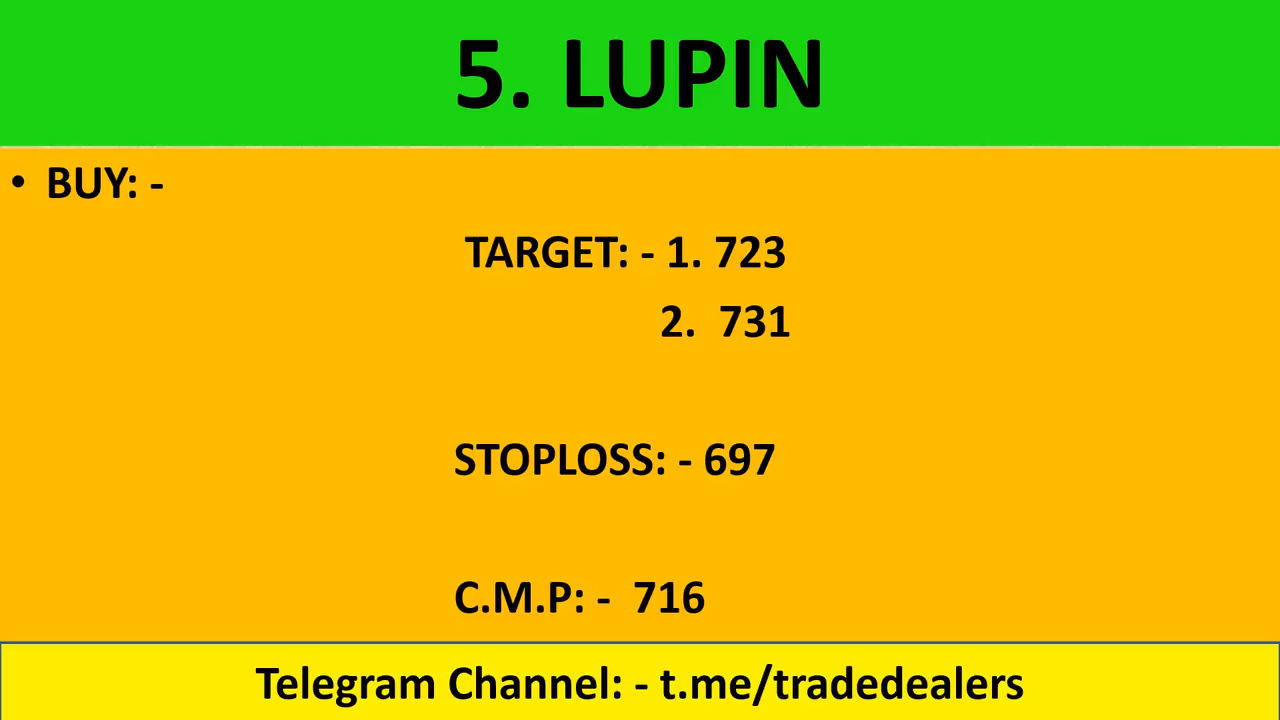 5. LUPIN
• BUY: -
TARGET: - 1. 723
2. 731
STOPLOSS: - 697
C.M.P: - 716
Telegram Channel: - t.me/tradedealers